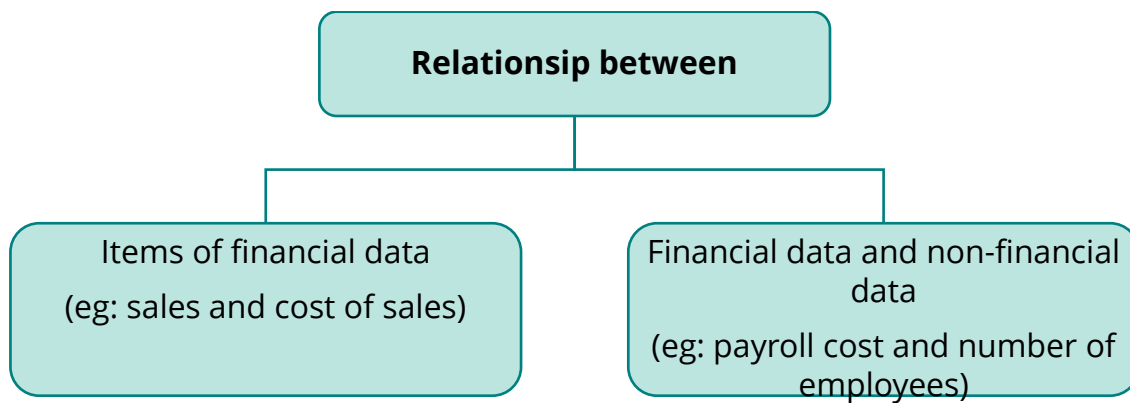 Relationsip between
Items of financial data
(eg: sales and cost of sales)
Financial data and non-financial
data
(eg: payroll cost and number of
employees)